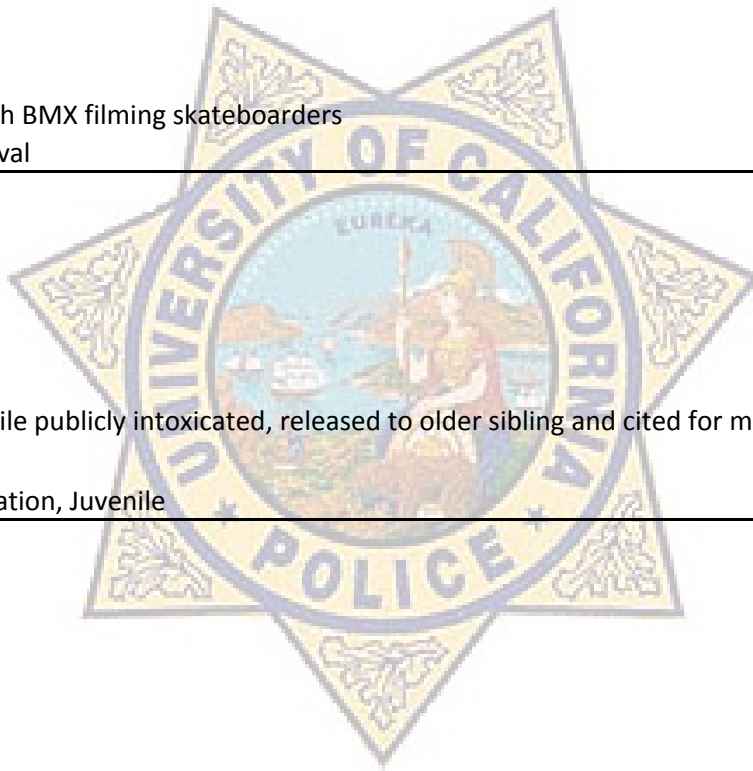 h BMX filming skateboarders
val
UNIVERSITY OF CALIFORNIA
EUREKA
ile publicly intoxicated, released to older sibling and cited for m
ation, Juvenile
POLICE